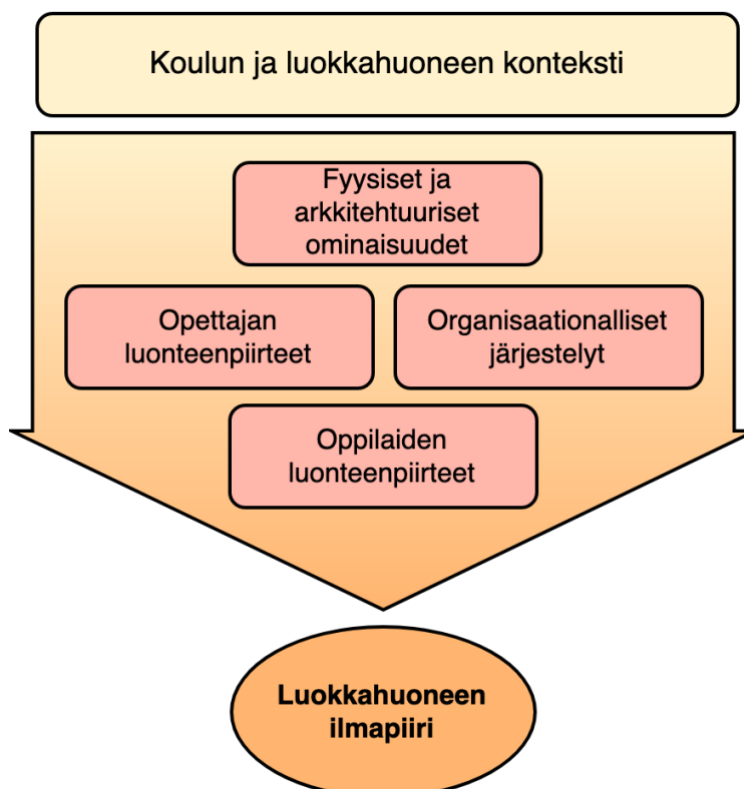 Koulun ja luokkahuoneen konteksti
Fyysiset ja
arkkitehtuuriset
ominaisuudet
Opettajan
luonteenpiirteet
Organisaationalliset
järjestelyt
Oppilaiden
luonteenpiirteet
Luokkahuoneen
ilmapiiri